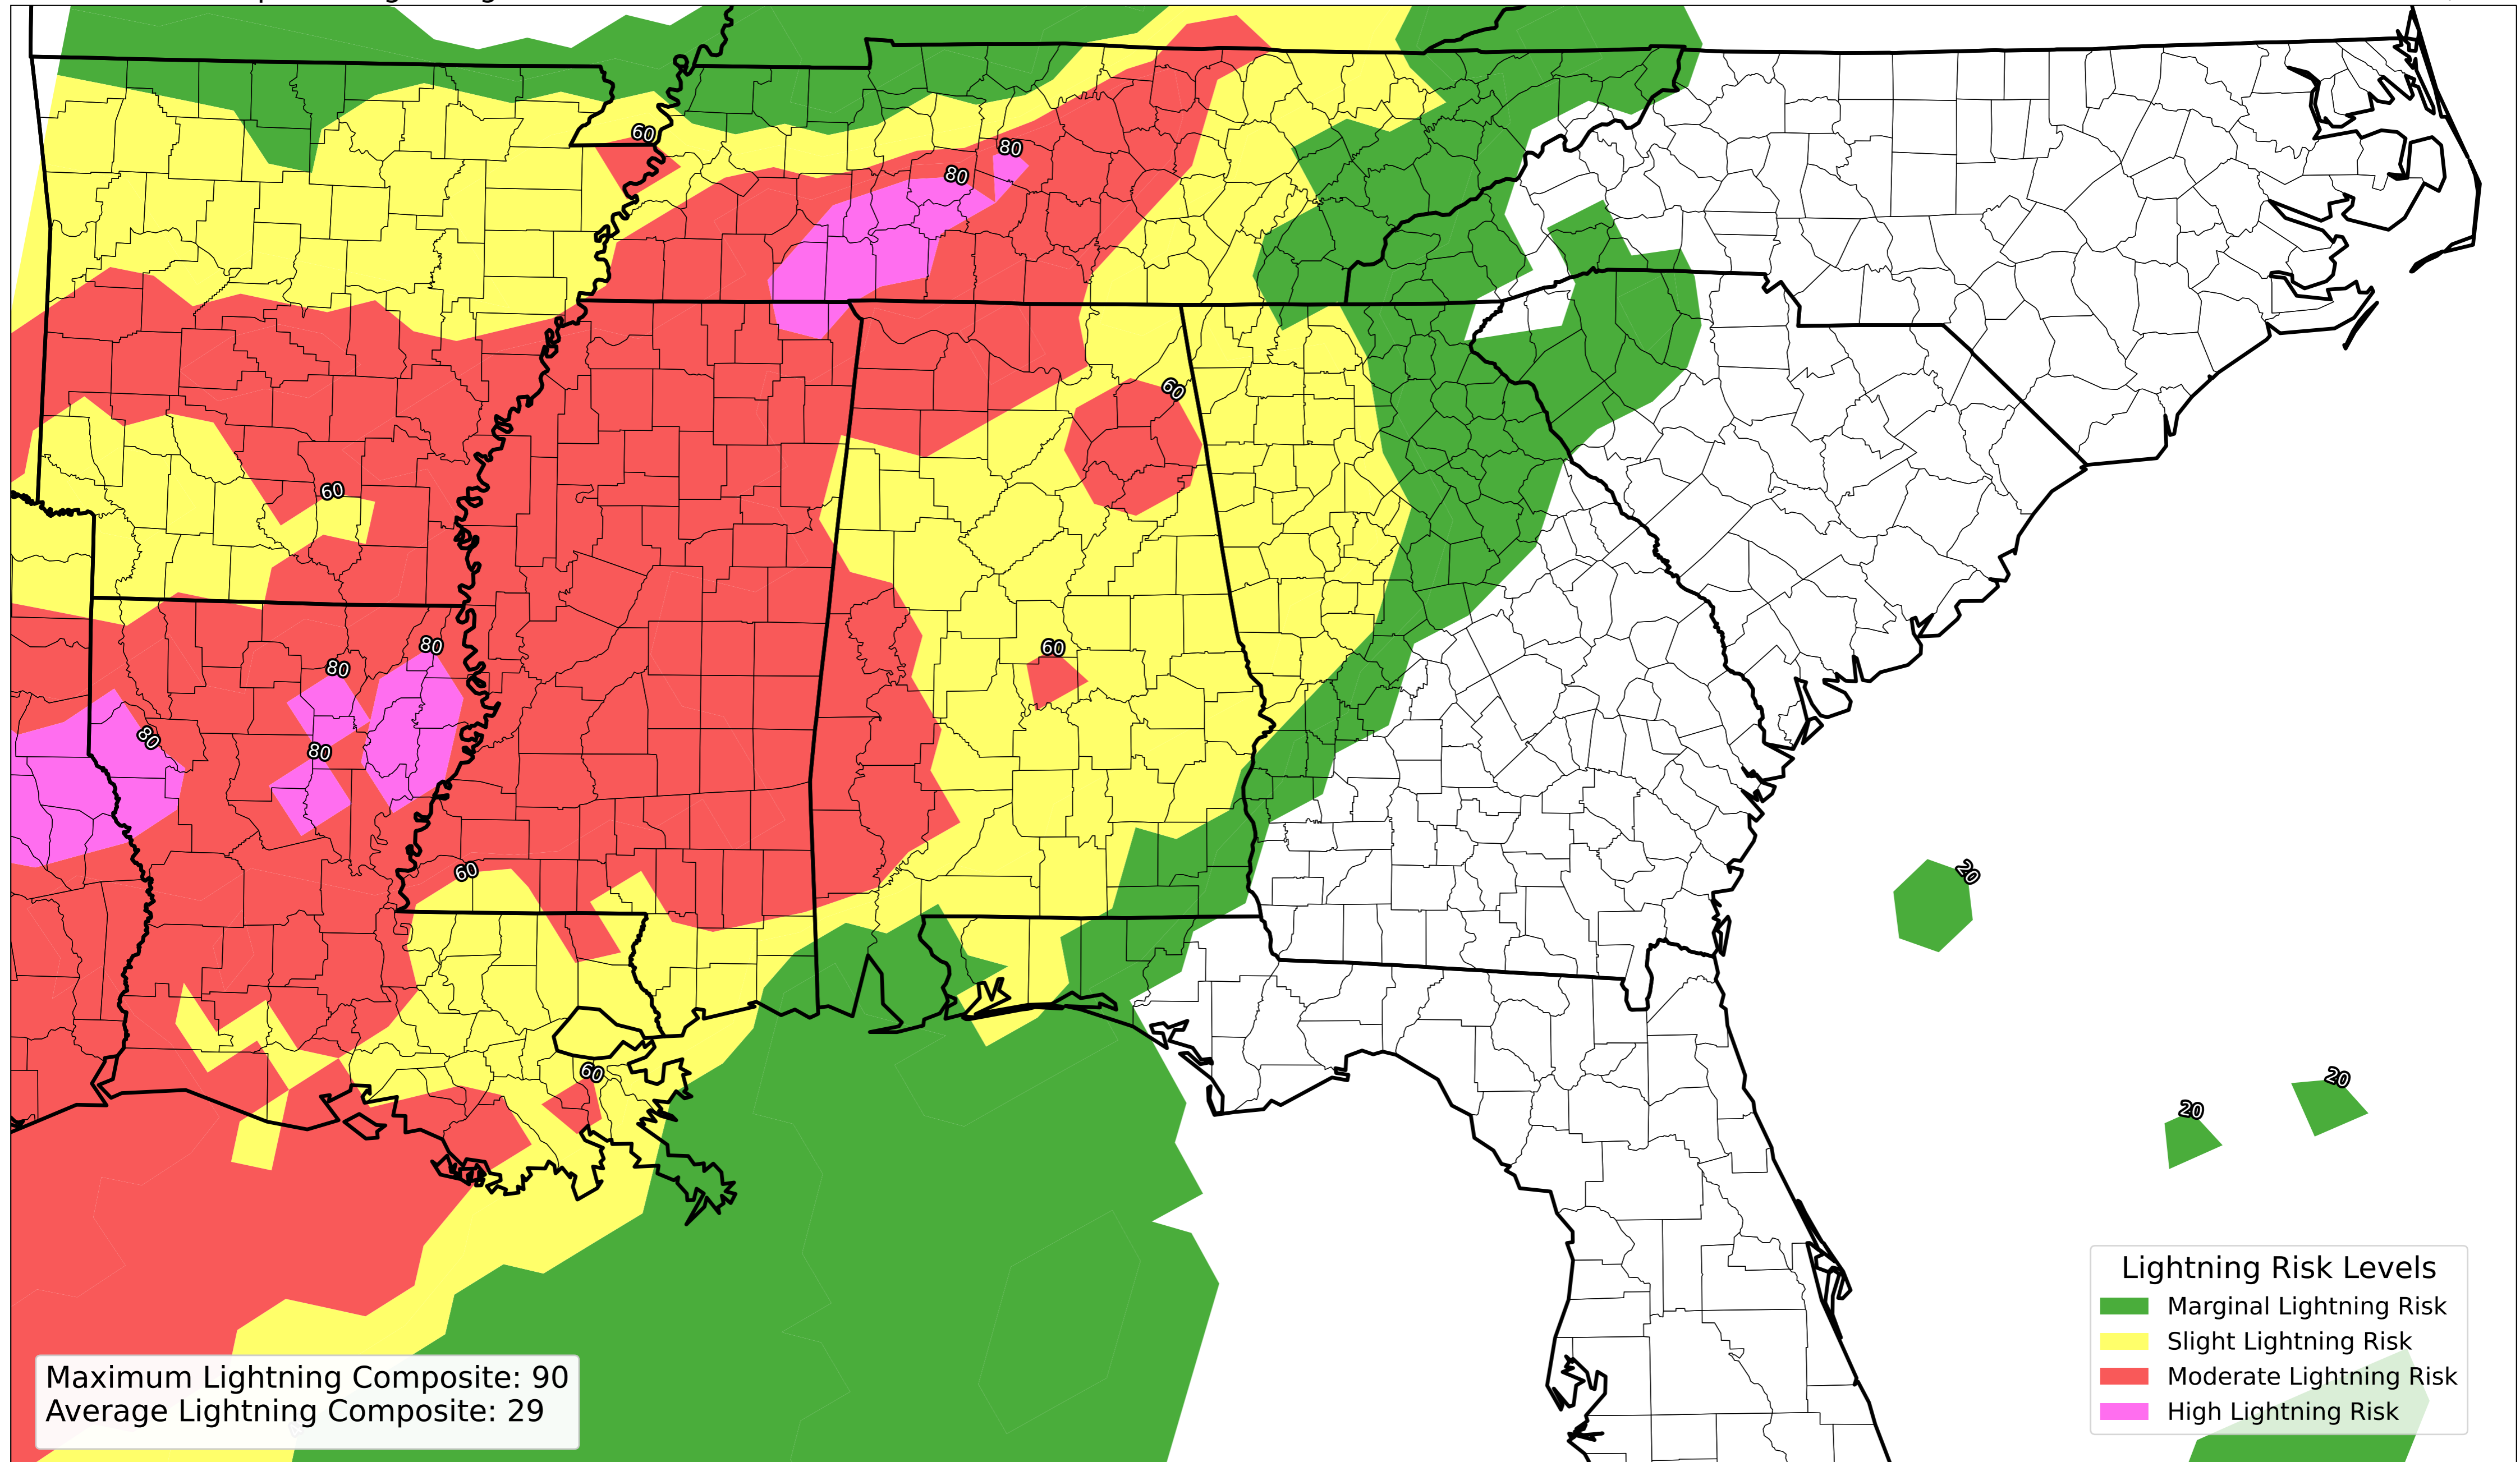 60
80
80
60
60
80
60
80
80
80
60
20
60
20
20
Lightning Risk Levels
Marginal Lightning Risk
Slight Lightning Risk
Moderate Lightning Risk
High Lightning Risk
Maximum Lightning Composite: 90
Average Lightning Composite: 29